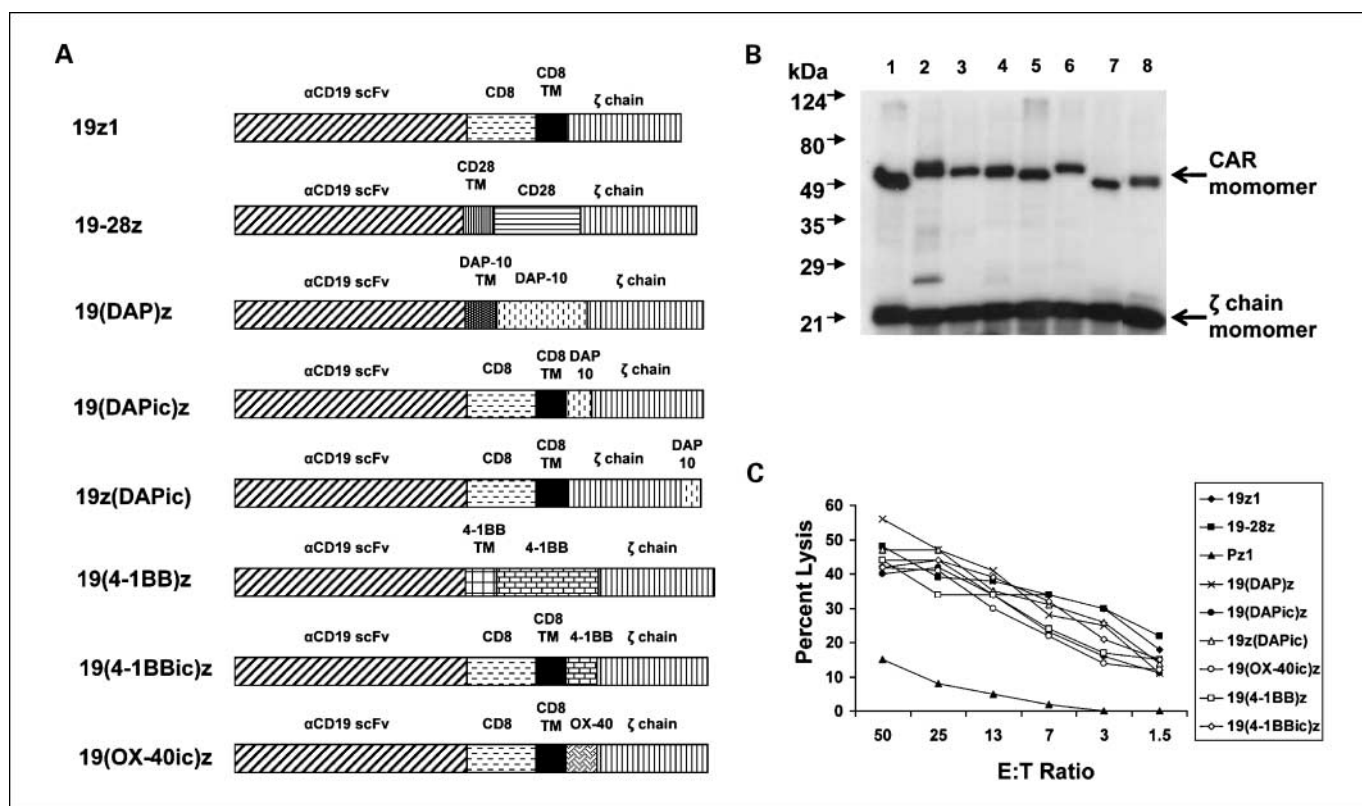 A
αCD19 scFv
CD8
CD8
TM
ζ chain
19z1
αCD19 scFv
CD28
TM
CD28
ζ chain
19-28z
αCD19 scFv
DAP-10
TM
DAP-10
ζ chain
19(DAP)z
αCD19 scFv
CD8
CD8
TM
DAP
10
ζ chain
19(DAPic)z
αCD19 scFv
CD8
CD8
TM
ζ chain
DAP
10
19z(DAPic)
αCD19 scFv
4-1BB
TM
4-1BB
ζ chain
19(4-1BB)z
αCD19 scFv
CD8
CD8
TM
4-1BB
ζ chain
19(4-1BBic)z
αCD19 scFv
CD8
CD8
TM
OX-40
ζ chain
19(OX-40ic)z
B
kDa
1 2 3 4 5 6 7 8
124
80
49
35
29
21
CAR
momomer
ζ chain
momomer
C
Percent Lysis
60
50
40
30
20
10
0
50 25 13 7 3 1.5
E:T Ratio
19z1
19-28z
Pz1
19(DAP)z
19(DAPic)z
19z(DAPic)
19(OX-40ic)z
19(4-1BB)z
19(4-1BBic)z